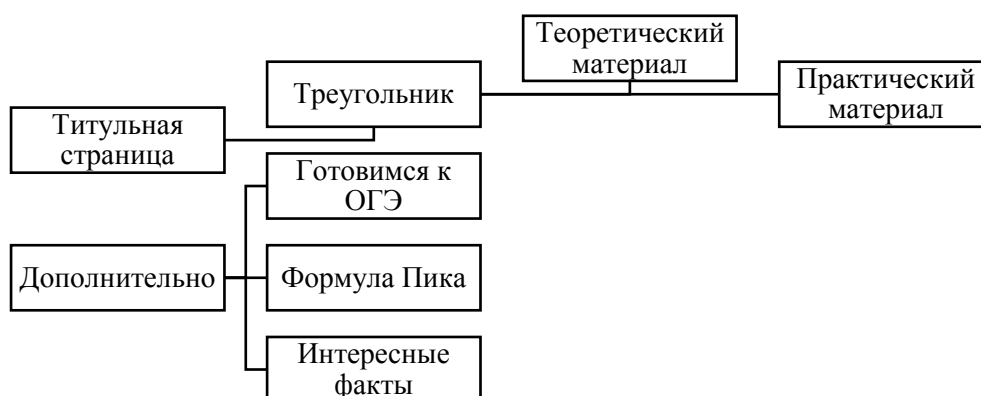 Теоретический
материал
Треугольник
Практический
материал
Титульная
страница
Готовимся к
ОГЭ
Дополнительно
Формула Пика
Интересные
факты